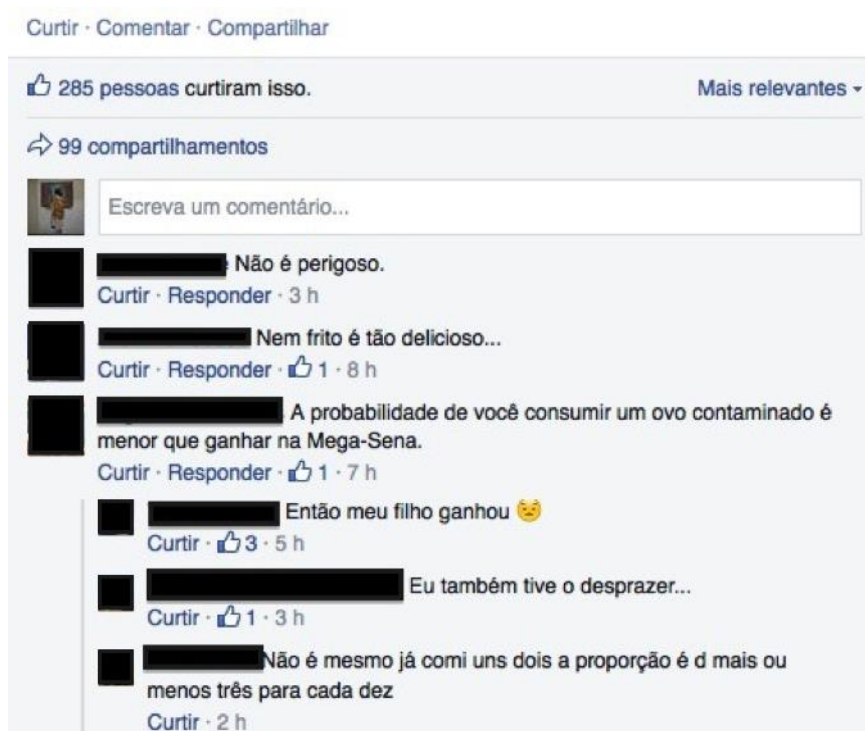 Curtir · Comentar · Compartilhar
285 pessoas curtiram isso.
Mais relevantes
99 compartilhamentos
Escreva um comentário...
Não é perigoso.
Curtir · Responder · 3 h
Nem frito é tão delicioso...
Curtir · Responder · 1 · 8 h
A probabilidade de você consumir um ovo contaminado é
menor que ganhar na Mega-Sena.
Curtir · Responder · 1 · 7 h
Então meu filho ganhou 😣
Curtir · 3 · 5 h
Eu também tive o desprazer...
Curtir · 1 · 3 h
Não é mesmo já comi uns dois a proporção é d mais ou
menos três para cada dez
Curtir · 2 h